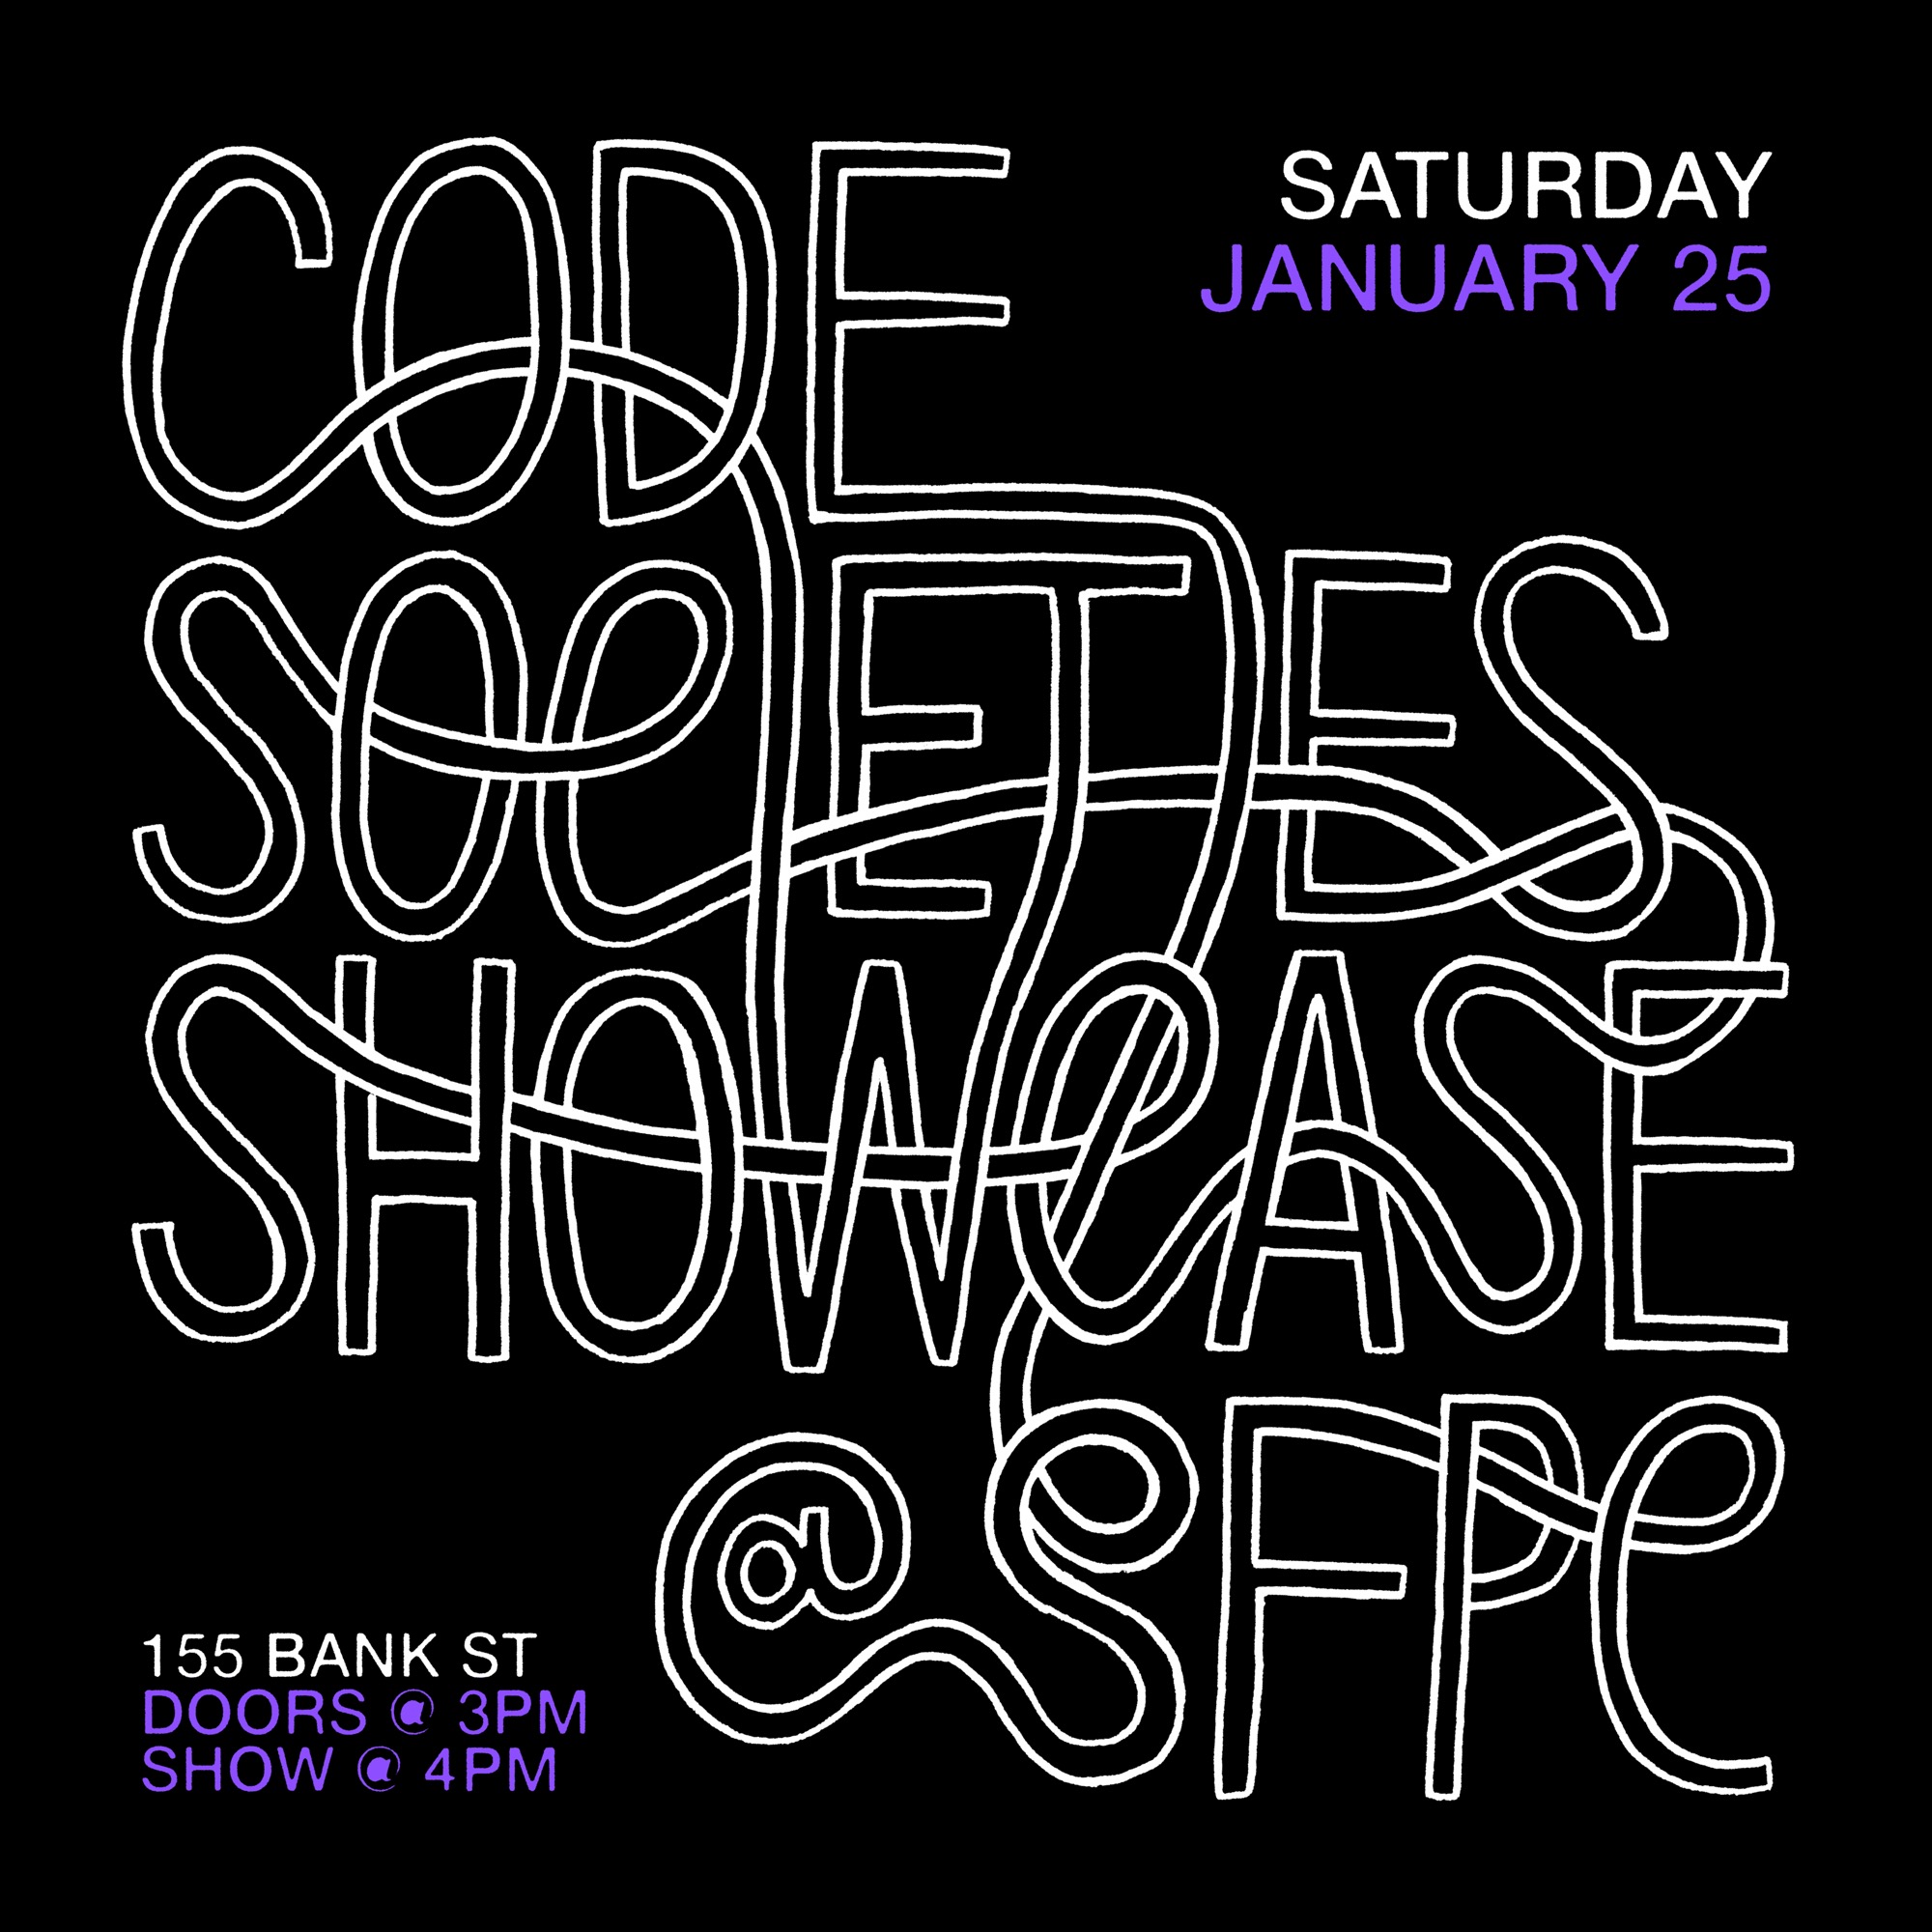 CODE
SATURDAY
JANUARY 25
SOCIETIES
SHOWCASE
@SFPC
155 BANK ST
DOORS @ 3PM
SHOW @ 4PM